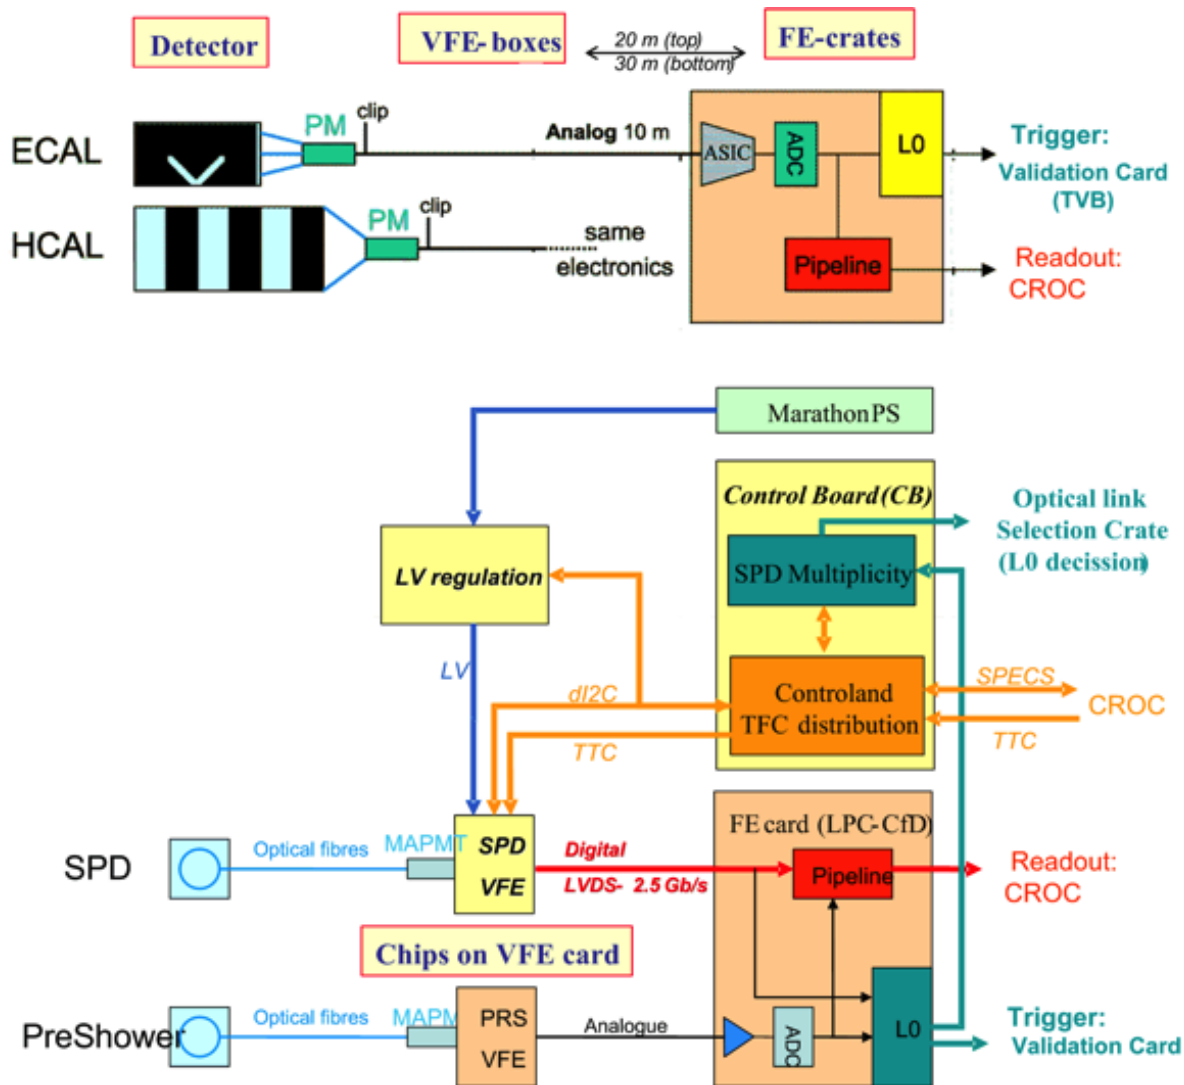 Detector
VFE-boxes
20 m (top)
30 m (bottom)
FE-crates
ECAL
PM
clip
Analog 10 m
ASIC
ADC
L0
Trigger:
Validation Card
(TVB)
HCAL
PM
clip
same
electronics
Pipeline
Readout:
CROC
Marathon PS
Control Board (CB)
Optical link
Selection Crate
(L0 decission)
LV regulation
SPD Multiplicity
LV
dI2C
TTC
Control and
TFC distribution
SPECS
CROC
TTC
SPD
Optical fibres
MAPMT
SPD
VFE
Digital
LVDS- 2.5 Gb/s
FE card (LPC-CfD)
Pipeline
Readout:
CROC
Chips on VFE card
PreShower
Optical fibres
MAPM
PRS
VFE
Analogue
ADC
L0
Trigger:
Validation Card